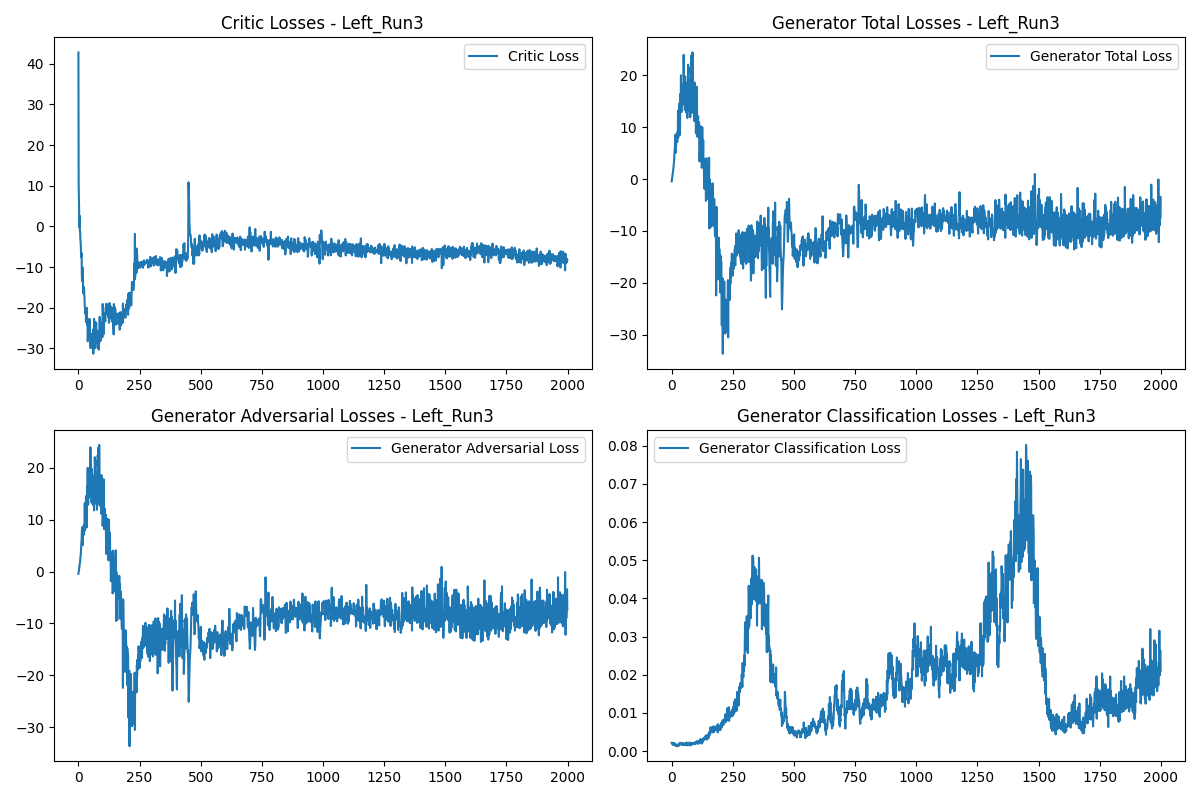 Critic Losses - Left_Run3
Critic Loss
40
30
20
10
0
−10
−20
−30
0 250 500 750 1000 1250 1500 1750 2000
Generator Total Losses - Left_Run3
Generator Total Loss
20
10
0
−10
−20
−30
0 250 500 750 1000 1250 1500 1750 2000
Generator Adversarial Losses - Left_Run3
Generator Adversarial Loss
20
10
0
−10
−20
−30
0 250 500 750 1000 1250 1500 1750 2000
Generator Classification Losses - Left_Run3
Generator Classification Loss
0.08
0.07
0.06
0.05
0.04
0.03
0.02
0.01
0.00
0 250 500 750 1000 1250 1500 1750 2000